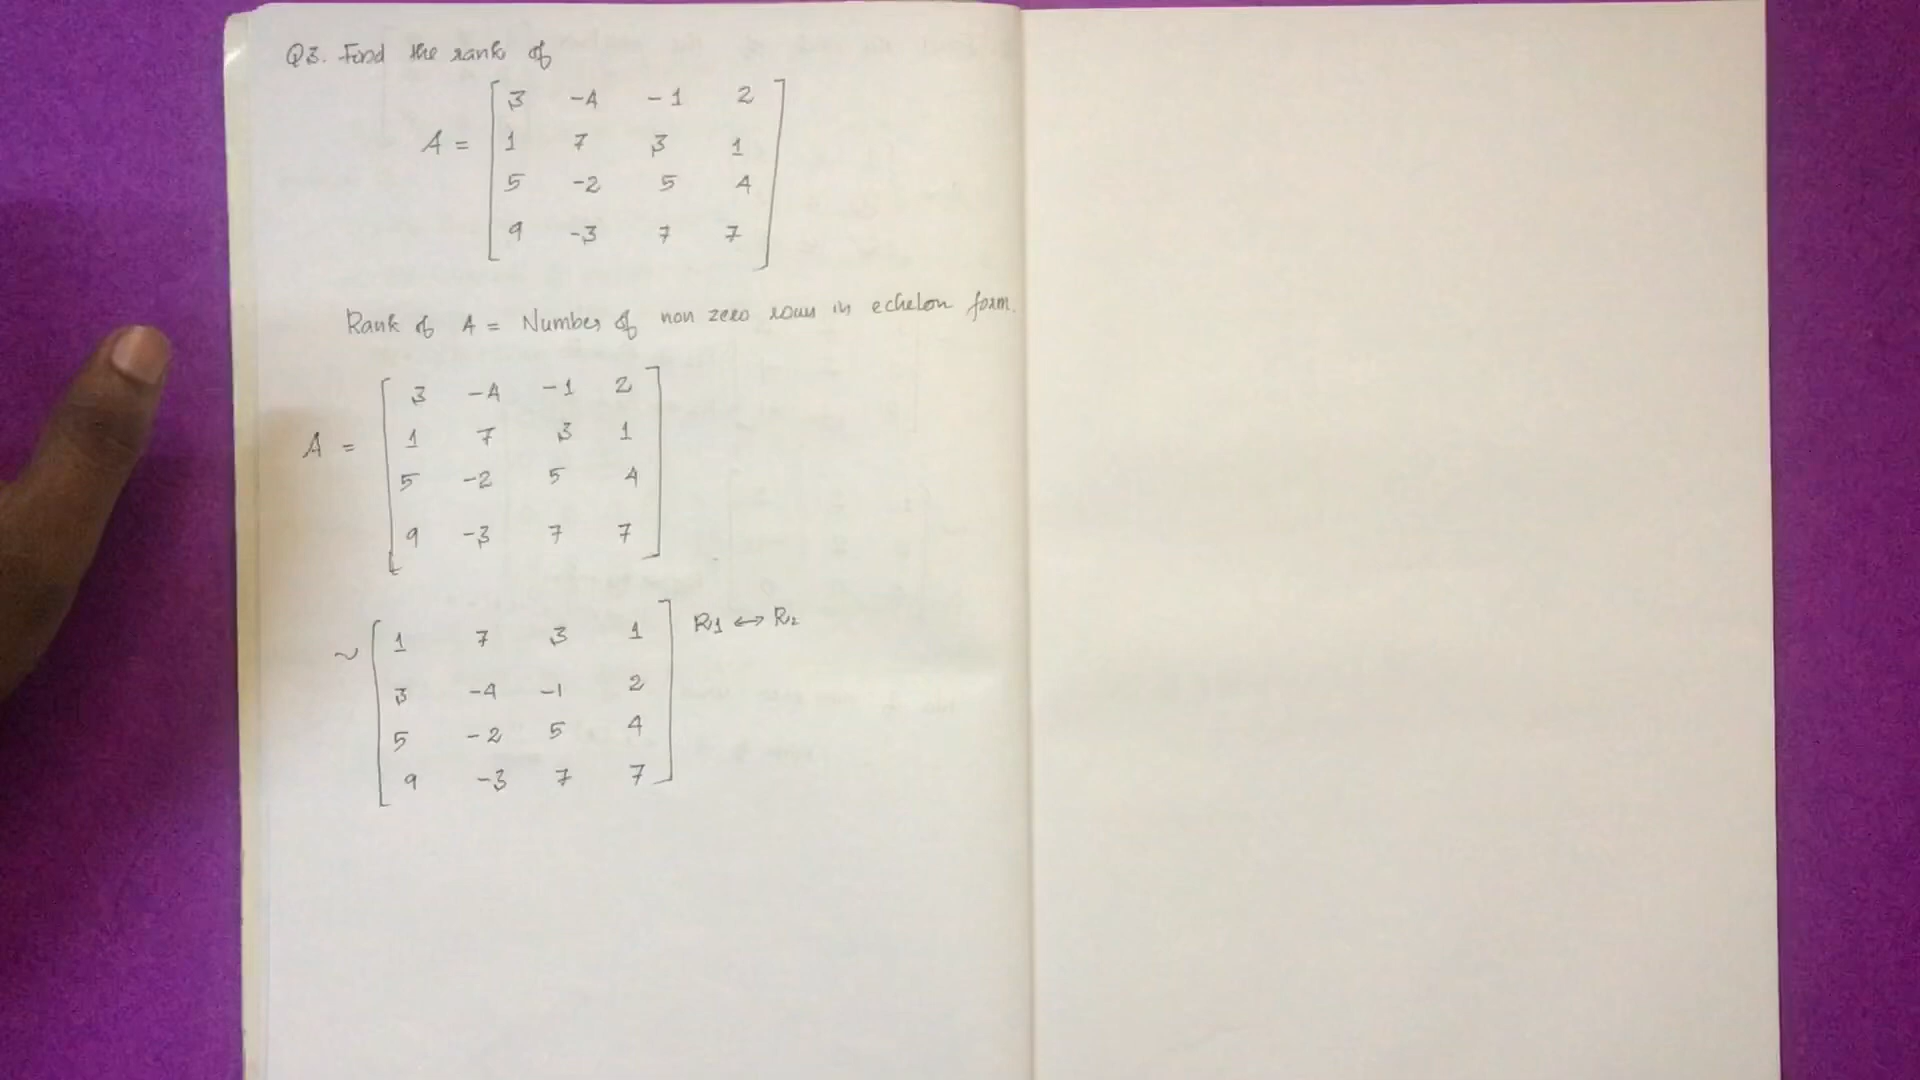 Q3. Find the rank of
A = [ 3 -4 -1 2
1 7 3 1
5 -2 5 4
9 -3 7 7 ]
Rank of A = Number of non zero rows in echelon form.
A = [ 3 -4 -1 2
1 7 3 1
5 -2 5 4
9 -3 7 7 ]
~ [ 1 7 3 1 R1 ↔ R2
3 -4 -1 2
5 -2 5 4
9 -3 7 7 ]